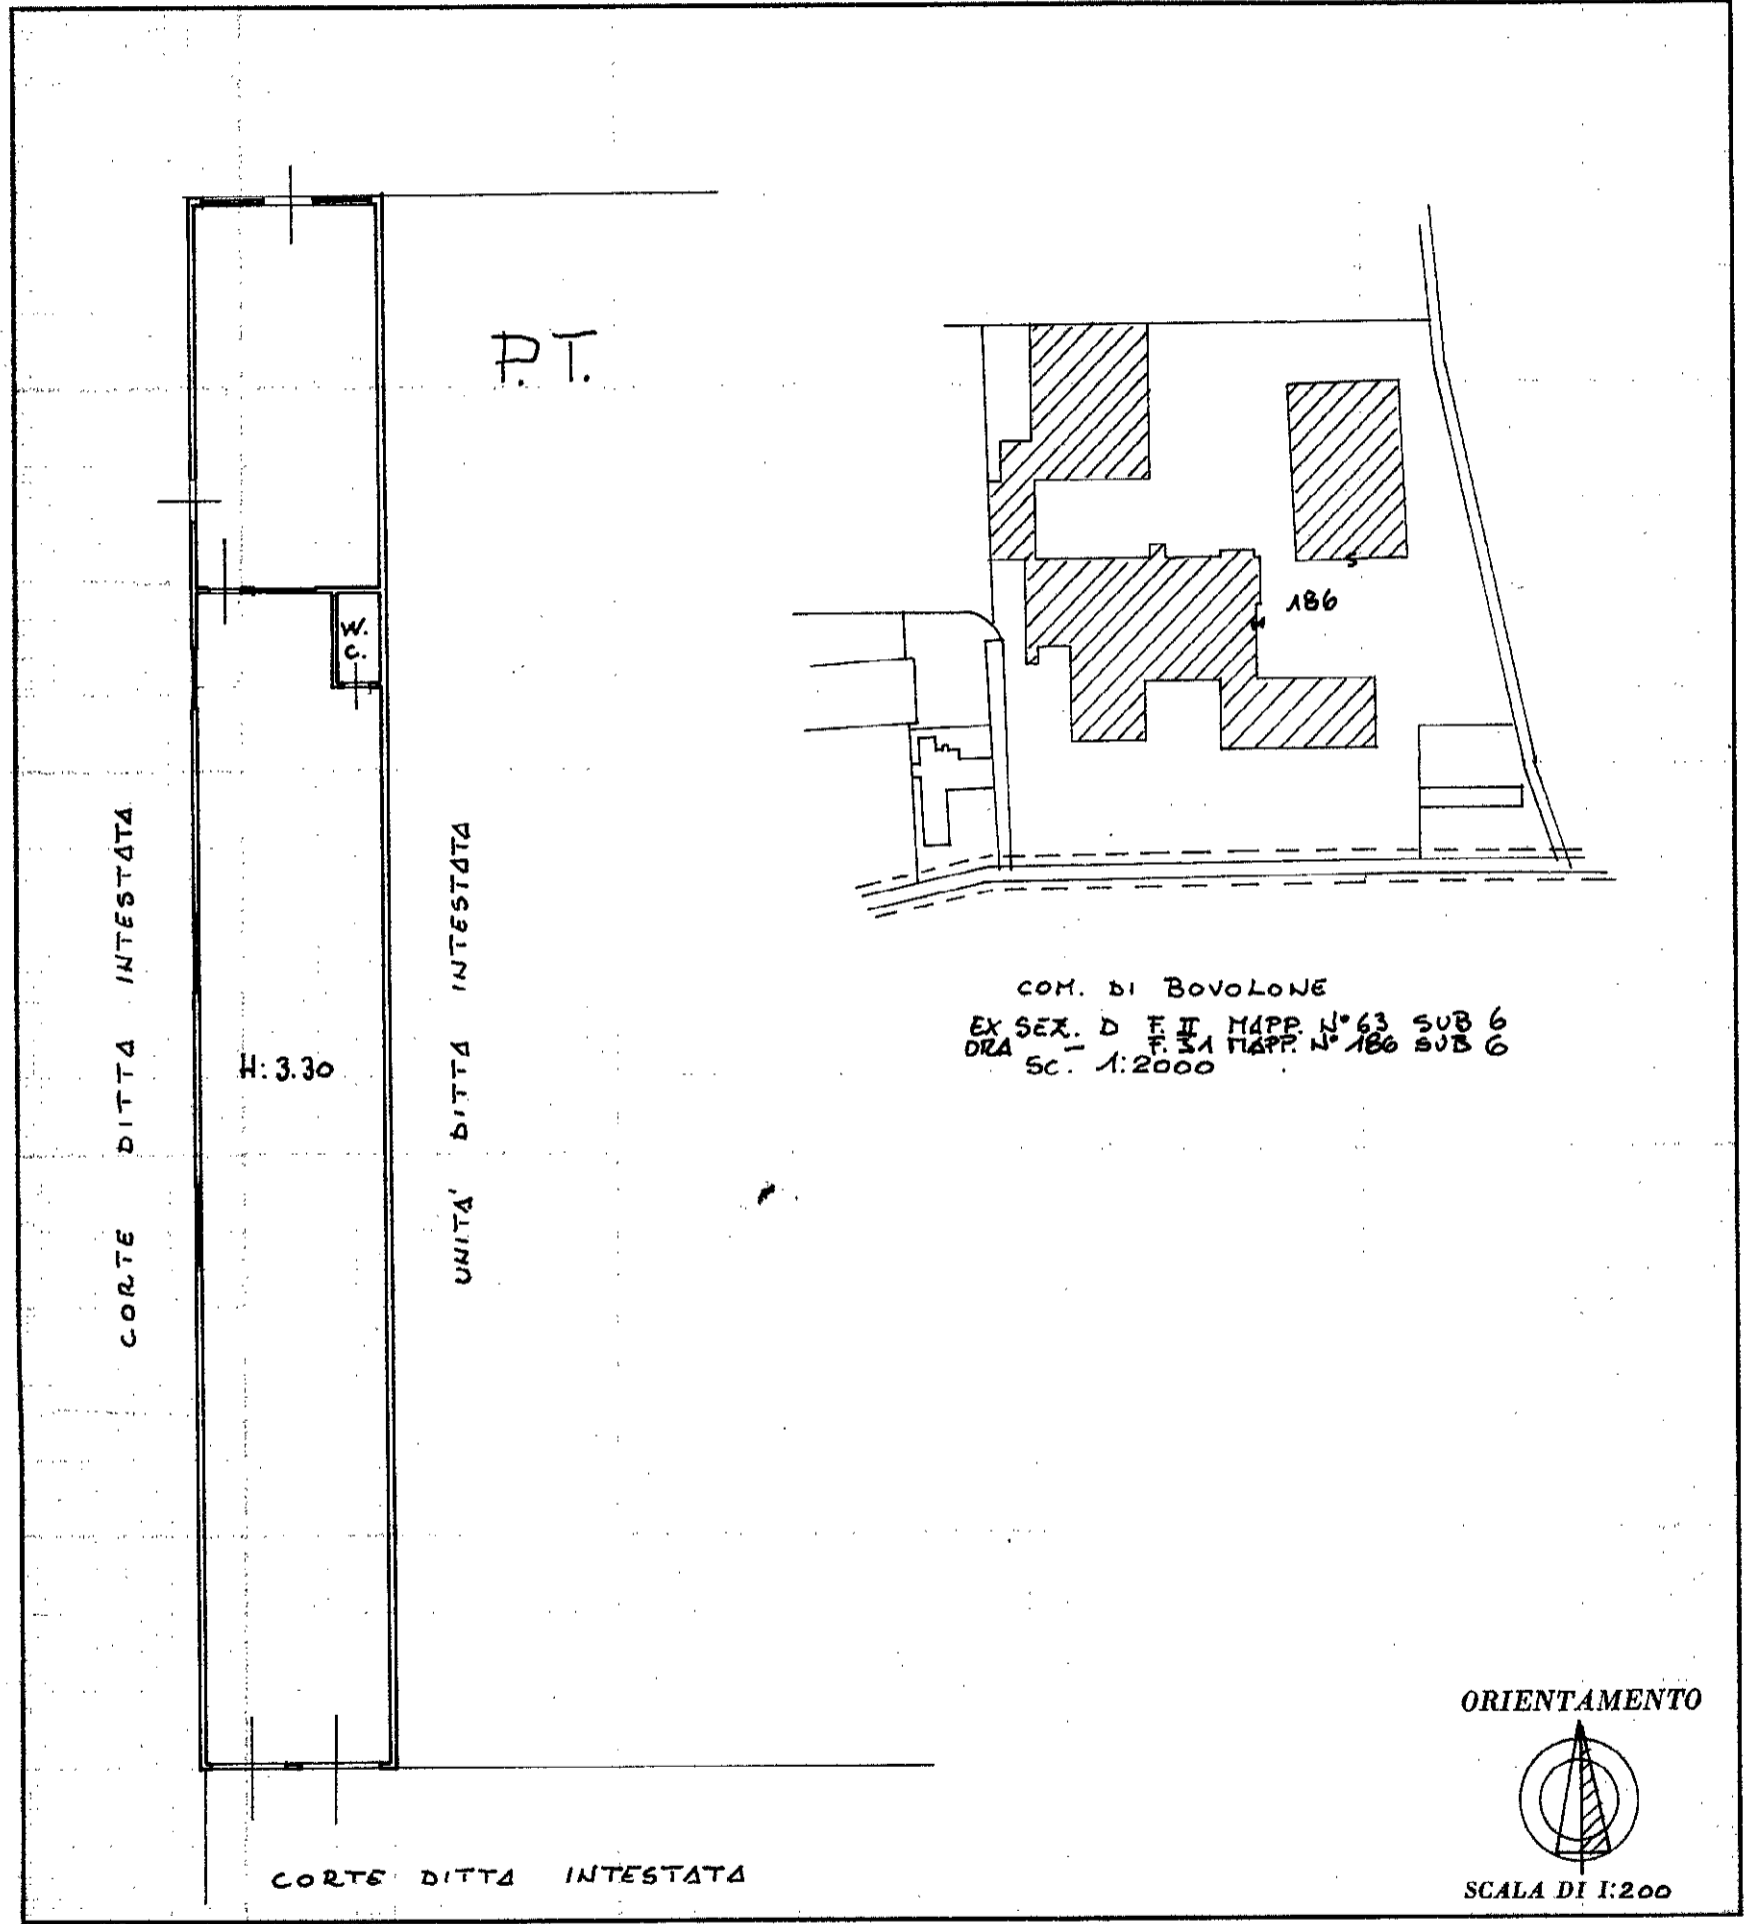 P.T.
186
W.
C.
CORTE DITTA INTESTATA
H: 3.30
UNITA' DITTA INTESTATA
COM. DI BOVOLONE
EX SEZ. D F. II MAPP. N° 63 SUB 6
ORA — F. 31 MAPP. N° 186 SUB 6
SC. 1:2000
ORIENTAMENTO
SCALA DI 1:200
CORTE DITTA INTESTATA